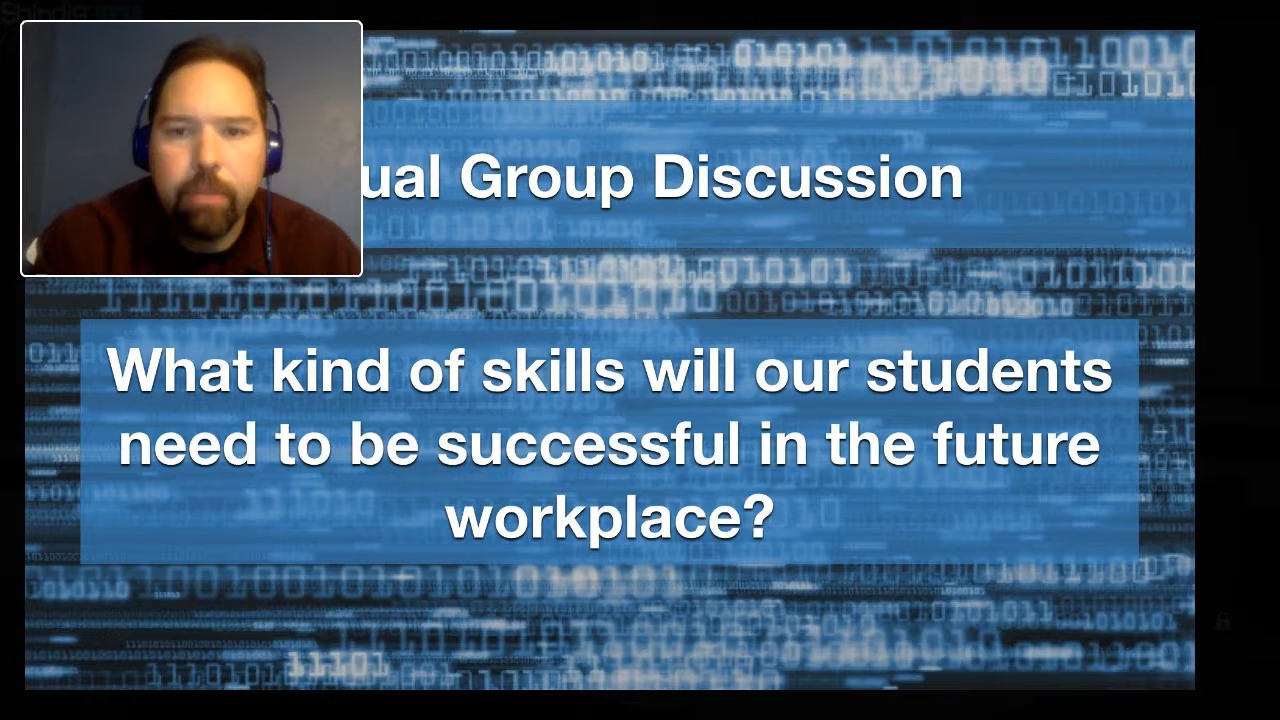 ual Group Discussion
What kind of skills will our students
need to be successful in the future
workplace?